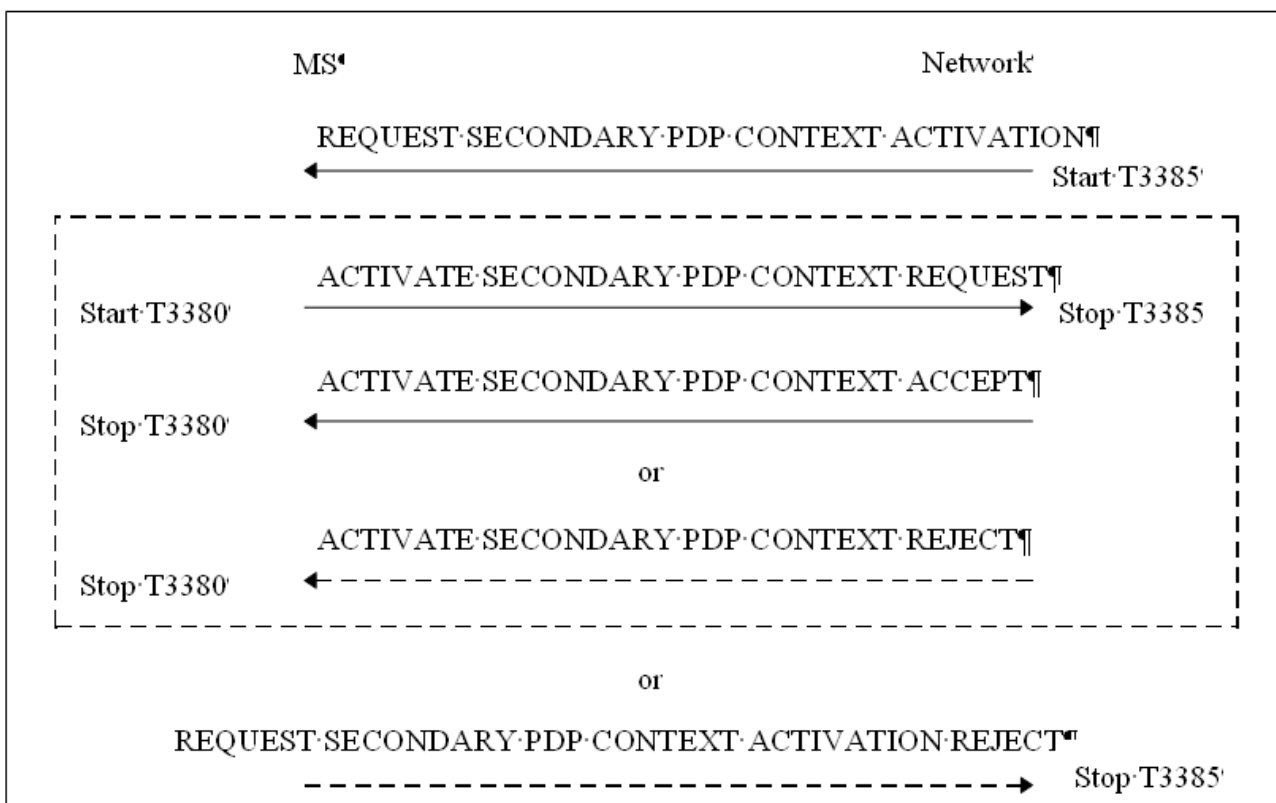 MS Network
REQUEST·SECONDARY·PDP·CONTEXT·ACTIVATION¶
Start·T3385
ACTIVATE·SECONDARY·PDP·CONTEXT·REQUEST¶
Start·T3380 Stop·T3385
ACTIVATE·SECONDARY·PDP·CONTEXT·ACCEPT¶
Stop·T3380
or
ACTIVATE·SECONDARY·PDP·CONTEXT·REJECT¶
Stop·T3380
or
REQUEST·SECONDARY·PDP·CONTEXT·ACTIVATION·REJECT¶
Stop·T3385